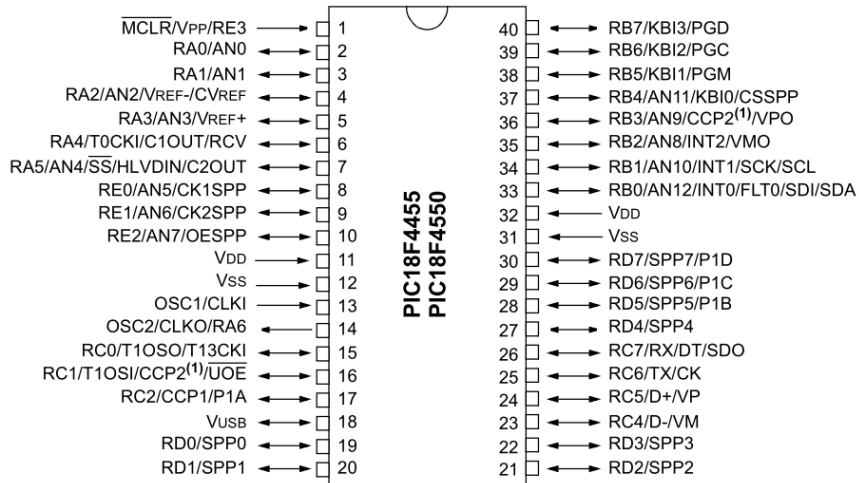 MCLR/VPP/RE3
RA0/AN0
RA1/AN1
RA2/AN2/VREF-/CVREF
RA3/AN3/VREF+
RA4/T0CKI/C1OUT/RCV
RA5/AN4/SS/HLVDIN/C2OUT
RE0/AN5/CK1SPP
RE1/AN6/CK2SPP
RE2/AN7/OESPP
VDD
VSS
OSC1/CLKI
OSC2/CLKO/RA6
RC0/T1OSO/T13CKI
RC1/T1OSI/CCP2(1)/UOE
RC2/CCP1/P1A
VUSB
RD0/SPP0
RD1/SPP1
1
2
3
4
5
6
7
8
9
10
11
12
13
14
15
16
17
18
19
20
PIC18F4455
PIC18F4550
40
39
38
37
36
35
34
33
32
31
30
29
28
27
26
25
24
23
22
21
RB7/KBI3/PGD
RB6/KBI2/PGC
RB5/KBI1/PGM
RB4/AN11/KBI0/CSSPP
RB3/AN9/CCP2(1)/VPO
RB2/AN8/INT2/VMO
RB1/AN10/INT1/SCK/SCL
RB0/AN12/INT0/FLT0/SDI/SDA
VDD
VSS
RD7/SPP7/P1D
RD6/SPP6/P1C
RD5/SPP5/P1B
RD4/SPP4
RC7/RX/DT/SDO
RC6/TX/CK
RC5/D+/VP
RC4/D-/VM
RD3/SPP3
RD2/SPP2